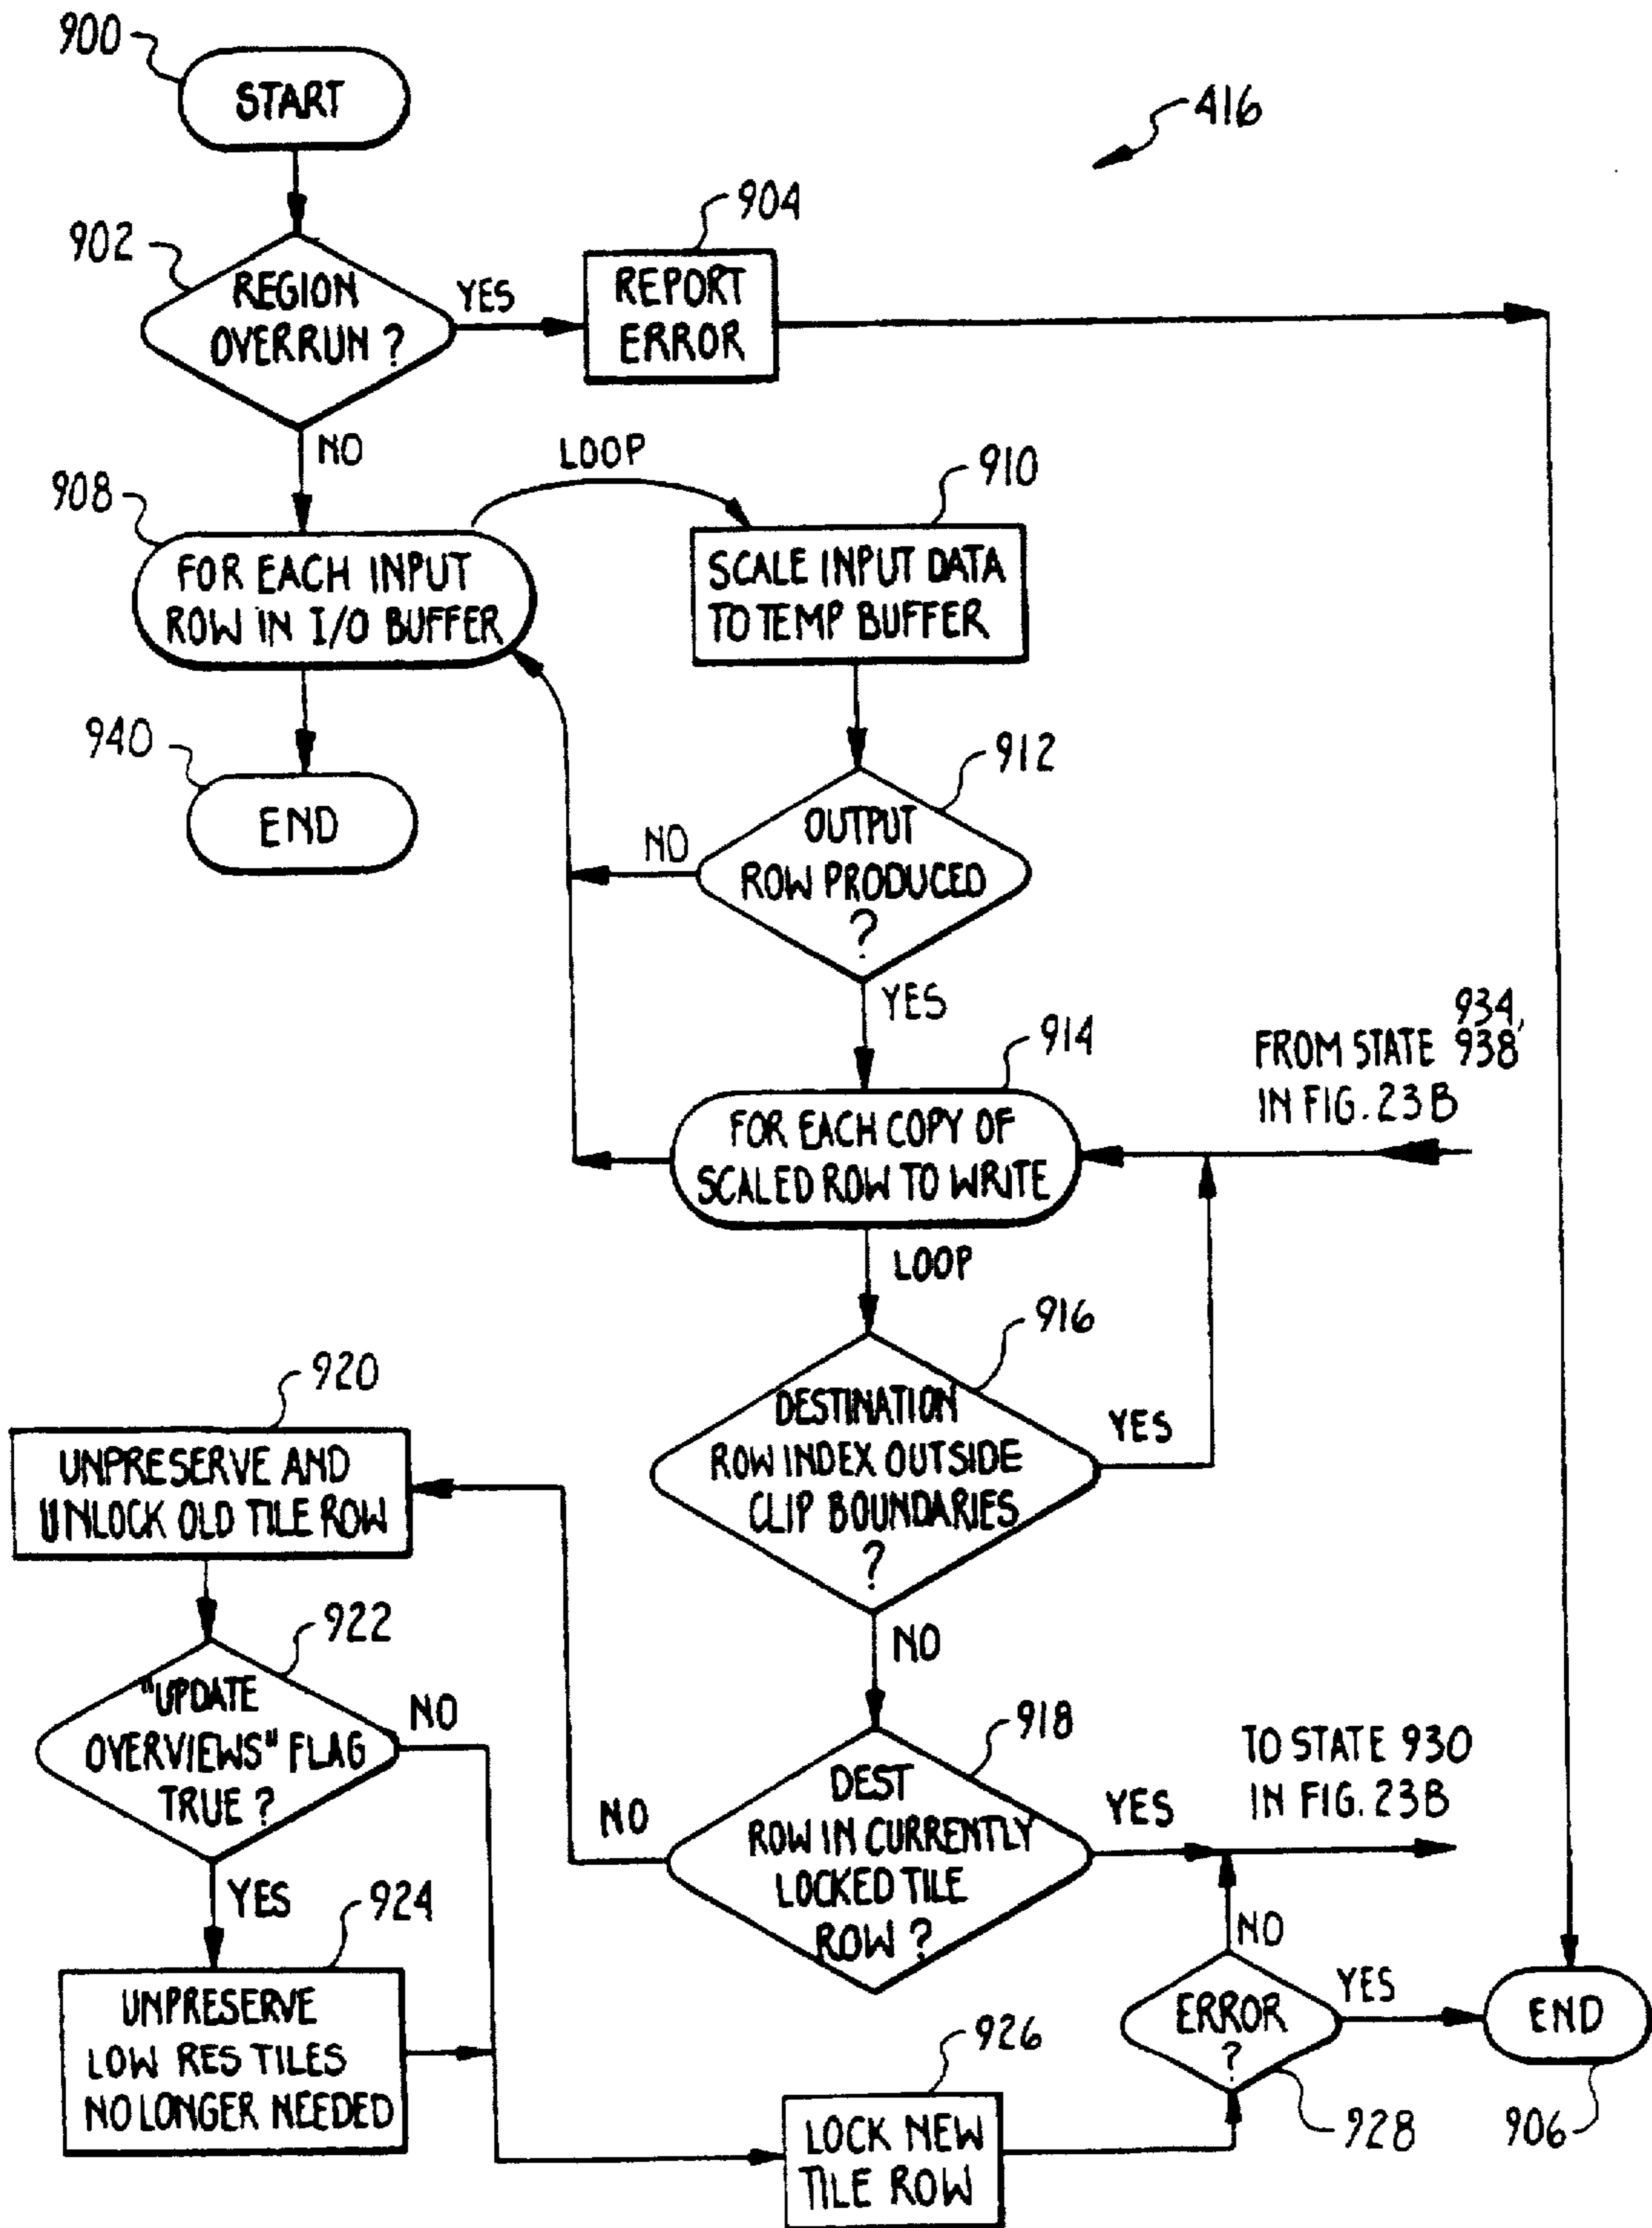 900
START
416
902
REGION
OVERRUN ?
YES
904
REPORT
ERROR
NO
LOOP
908
FOR EACH INPUT
ROW IN I/O BUFFER
910
SCALE INPUT DATA
TO TEMP BUFFER
940
END
912
OUTPUT
ROW PRODUCED
?
NO
YES
914
FOR EACH COPY OF
SCALED ROW TO WRITE
934,
FROM STATE 938
IN FIG. 23B
LOOP
916
DESTINATION
ROW INDEX OUTSIDE
CLIP BOUNDARIES
?
YES
NO
920
UNPRESERVE AND
UNLOCK OLD TILE ROW
922
"UPDATE
OVERVIEWS" FLAG
TRUE ?
NO
YES
918
DEST
ROW IN CURRENTLY
LOCKED TILE
ROW ?
NO
YES
TO STATE 930
IN FIG. 23B
924
UNPRESERVE
LOW RES TILES
NO LONGER NEEDED
926
LOCK NEW
TILE ROW
NO
ERROR
?
YES
928
END
906